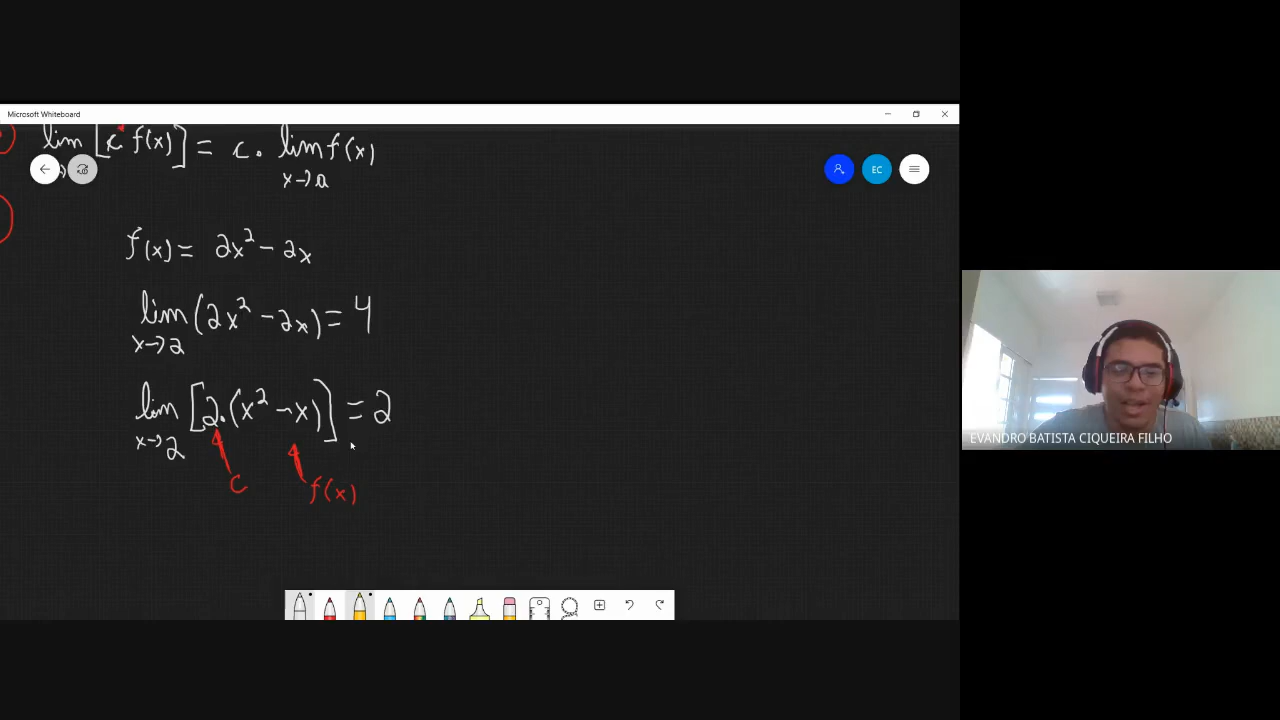 Microsoft Whiteboard
lim [c f(x)] = c. lim f(x)
x→a
EC
f(x) = 2x² - 2x
lim (2x² - 2x) = 4
x→2
lim [2.(x² - x)] = 2
x→2
c
f(x)
EVANDRO BATISTA CIQUEIRA FILHO